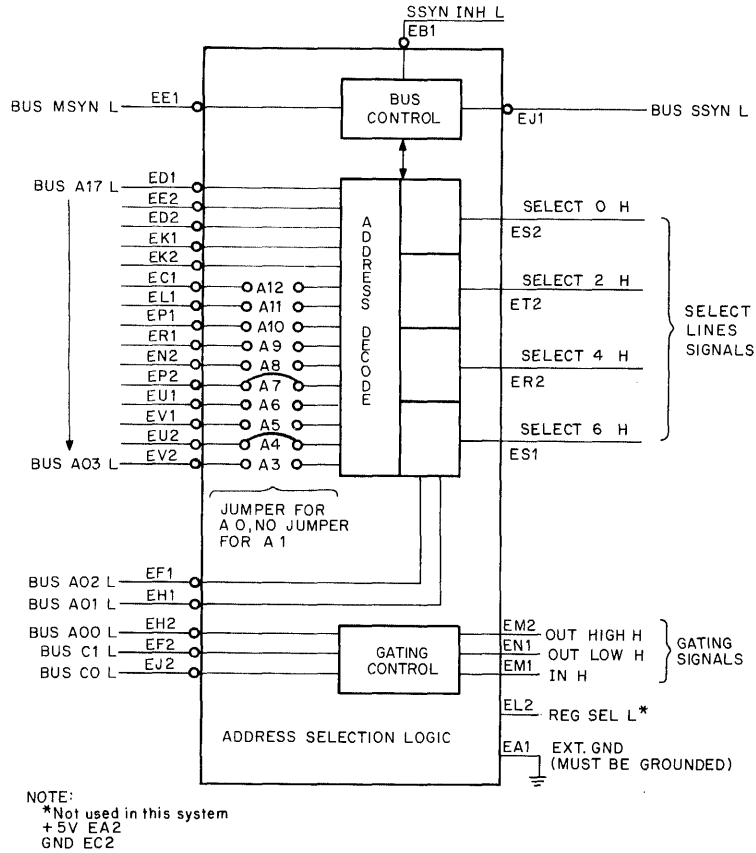 SSYN INH L
EB1
BUS MSYN L EE1
BUS CONTROL
EJ1 BUS SSYN L
BUS A17 L ED1
EE2
ED2
EK1
EK2
EC1 A12
EL1 A11
EP1 A10
ER1 A9
EN2 A8
EP2 A7
EU1 A6
EV1 A5
EU2 A4
BUS A03 L EV2 A3
ADDRESS DECODE
SELECT 0 H
ES2
SELECT 2 H
ET2
SELECT 4 H
ER2
SELECT 6 H
ES1
SELECT
LINES
SIGNALS
JUMPER FOR
A 0, NO JUMPER
FOR A 1
BUS A02 L EF1
BUS A01 L EH1
BUS A00 L EH2
BUS C1 L EF2
BUS C0 L EJ2
GATING
CONTROL
EM2 OUT HIGH H
EN1 OUT LOW H
EM1 IN H
GATING
SIGNALS
EL2 REG SEL L*
ADDRESS SELECTION LOGIC
EA1 EXT. GND
(MUST BE GROUNDED)
NOTE:
*Not used in this system
+5V EA2
GND EC2